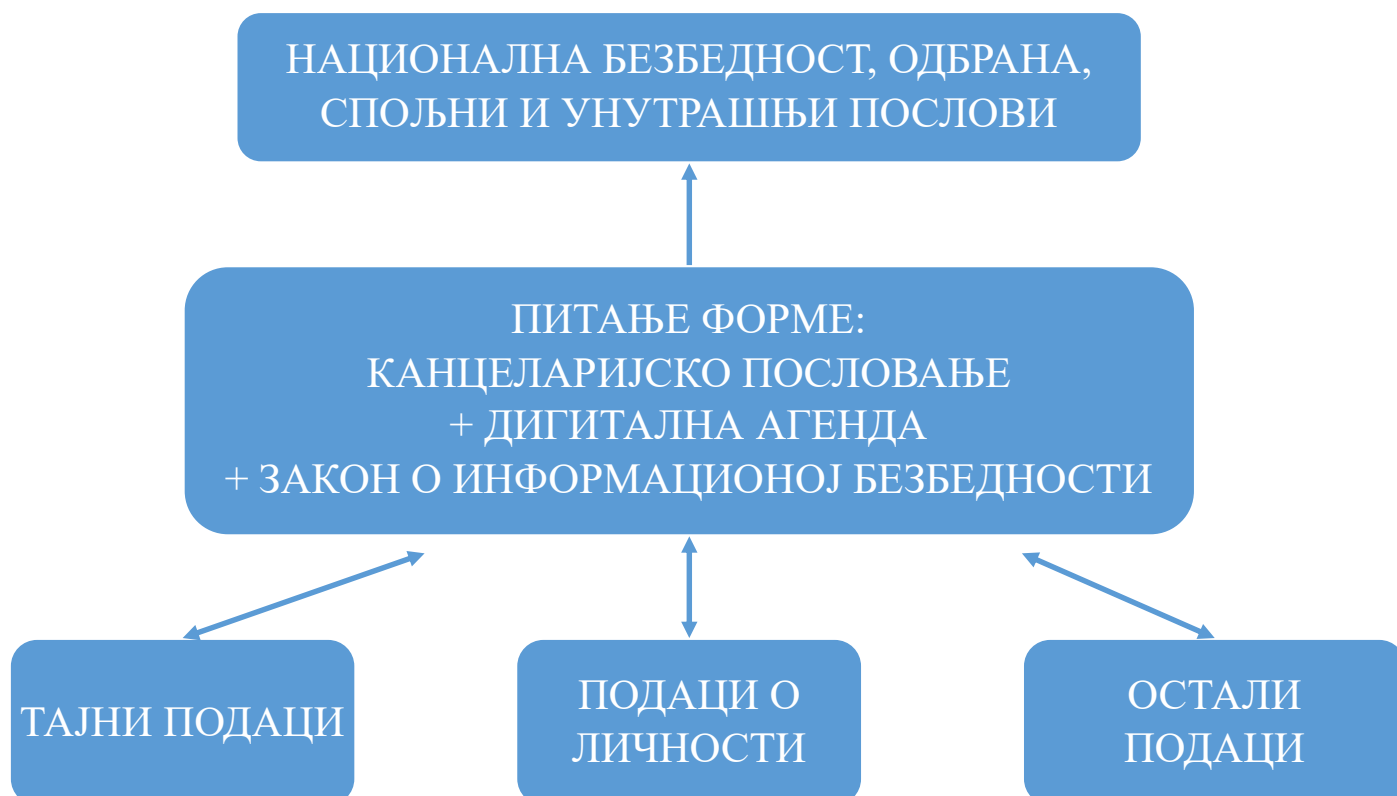 НАЦИОНАЛНА БЕЗБЕДНОСТ, ОДБРАНА,
СПОЉНИ И УНУТРАШЊИ ПОСЛОВИ
ПИТАЊЕ ФОРМЕ:
КАНЦЕЛАРИЈСКО ПОСЛОВАЊЕ
+ ДИГИТАЛНА АГЕНДА
+ ЗАКОН О ИНФОРМАЦИОНОЈ БЕЗБЕДНОСТИ
ТАЈНИ ПОДАЦИ
ПОДАЦИ О
ЛИЧНОСТИ
ОСТАЛИ
ПОДАЦИ